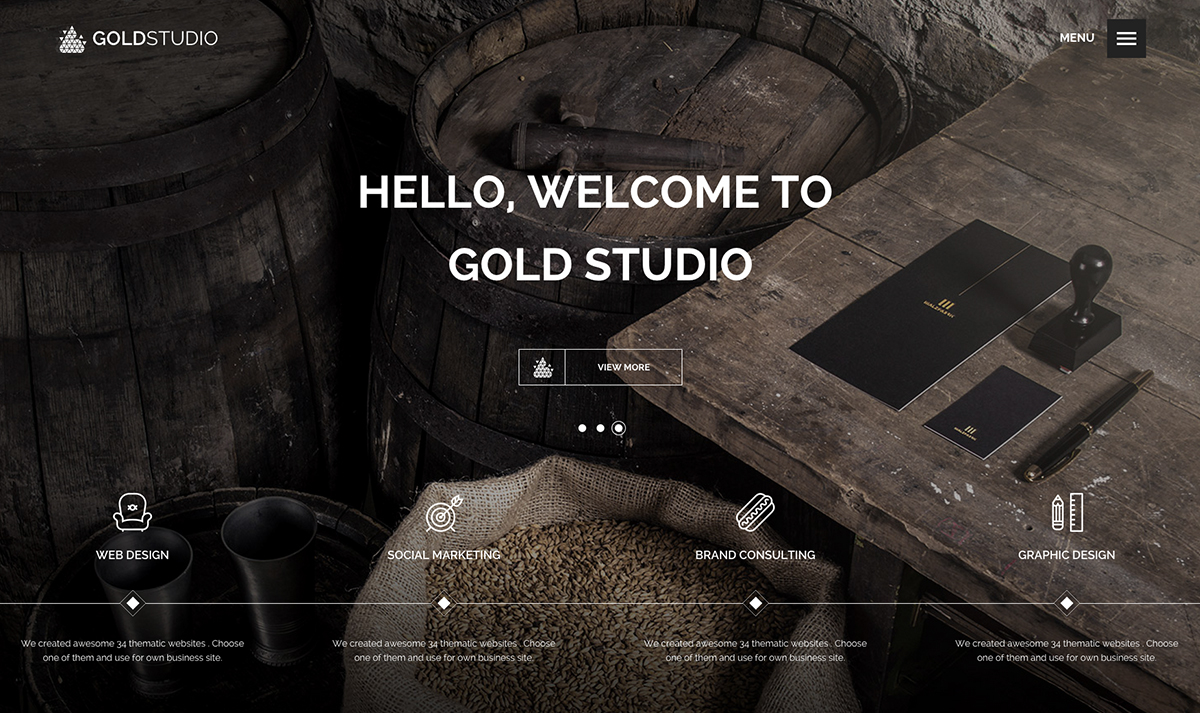 GOLDSTUDIO
MENU
HELLO, WELCOME TO
GOLD STUDIO
VIEW MORE
WEB DESIGN
SOCIAL MARKETING
BRAND CONSULTING
GRAPHIC DESIGN
We created awesome 34 thematic websites . Choose
one of them and use for own business site.
We created awesome 34 thematic websites . Choose
one of them and use for own business site.
We created awesome 34 thematic websites . Choose
one of them and use for own business site.
We created awesome 34 thematic websites . Choose
one of them and use for own business site.